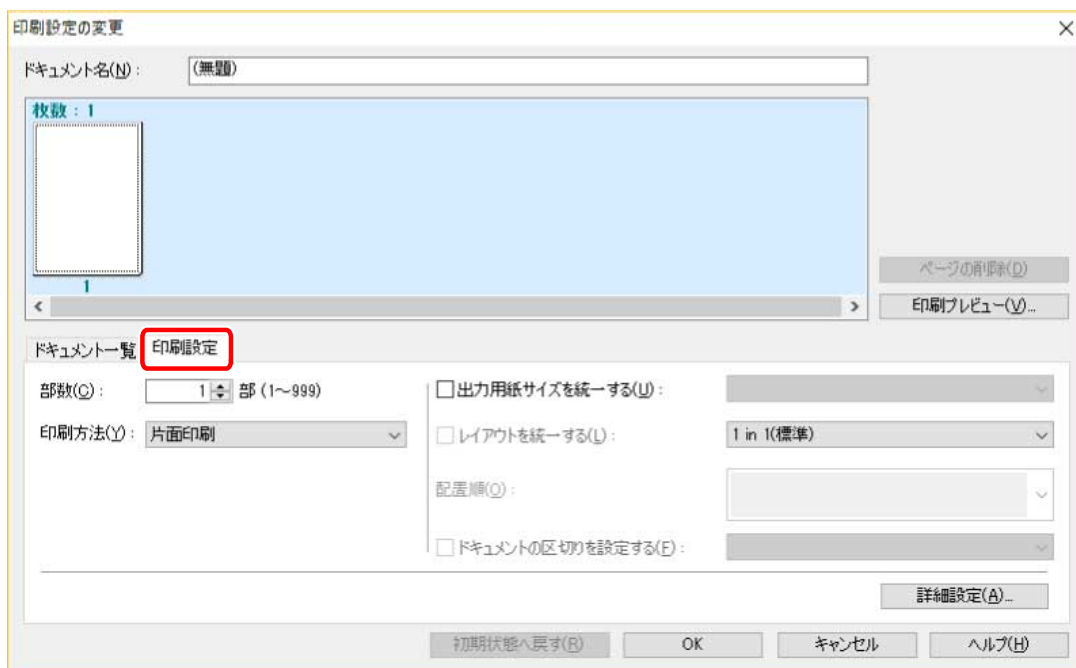 印刷設定の変更
ドキュメント名(N): (無題)
枚数：1
1
ページの削除(D)
印刷プレビュー(V)...
ドキュメント一覧 印刷設定
部数(C): 1 部 (1～999)
出力用紙サイズを統一する(U):
印刷方法(Y): 片面印刷
レイアウトを統一する(L): 1 in 1(標準)
配置順(O):
ドキュメントの区切りを設定する(F):
詳細設定(A)...
初期状態へ戻す(R) OK キャンセル ヘルプ(H)